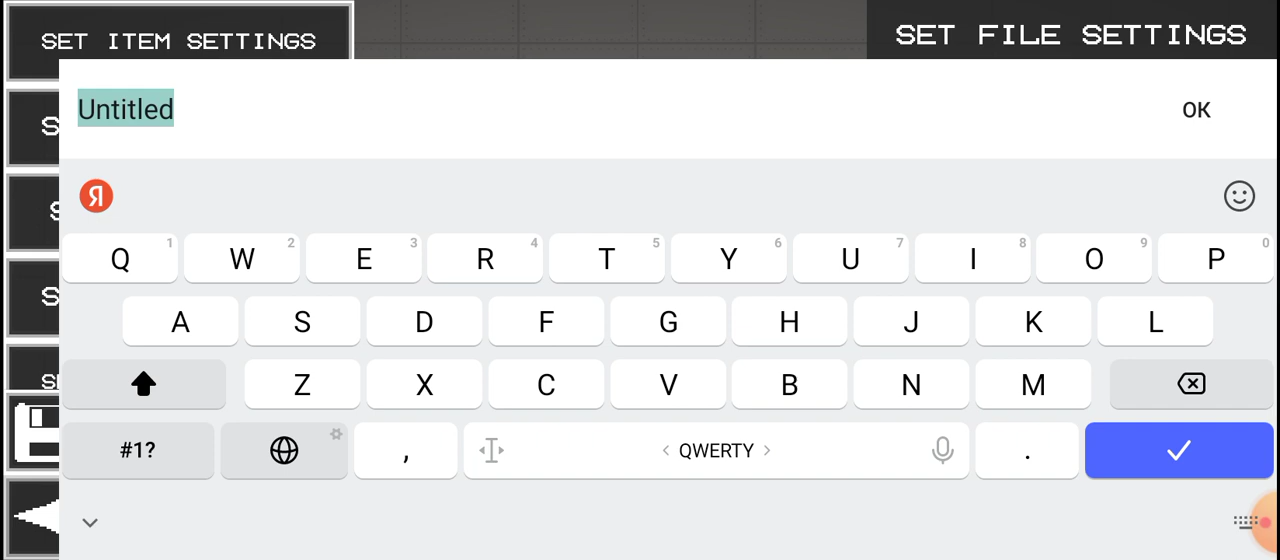 SET ITEM SETTINGS
SET FILE SETTINGS
Untitled
OK
Я
Q 1 W 2 E 3 R 4 T 5 Y 6 U 7 I 8 O 9 P 0
A S D F G H J K L
Z X C V B N M
#1? , < QWERTY > .